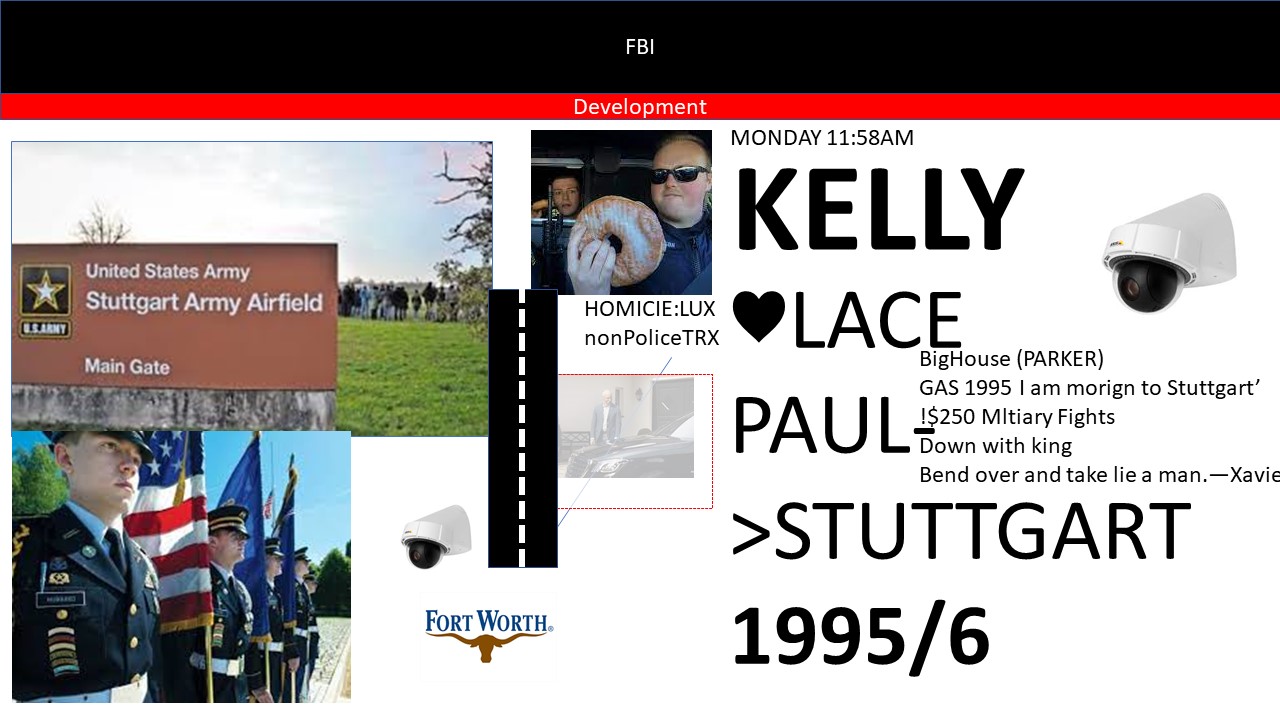 FBI
Development
United States Army
Stuttgart Army Airfield
U.S.ARMY
Main Gate
HOMICIE:LUX
nonPoliceTRX
MONDAY 11:58AM
KELLY
♥LACE
BigHouse (PARKER)
GAS 1995 I am morign to Stuttgart’
PAUL-
!$250 Mltiary Fights
Down with king
Bend over and take lie a man.—Xavie
>STUTTGART
1995/6
FORT WORTH®